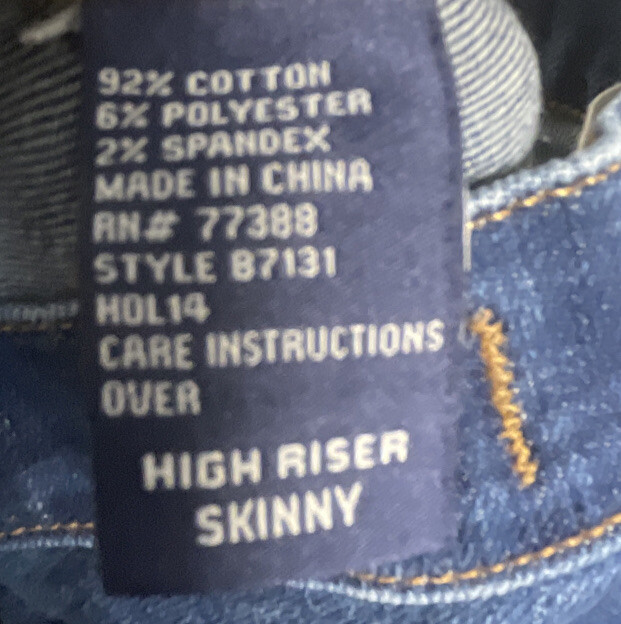 92% COTTON
6% POLYESTER
2% SPANDEX
MADE IN CHINA
RN# 77388
STYLE 87131
HOL14
CARE INSTRUCTIONS
OVER
HIGH RISER
SKINNY